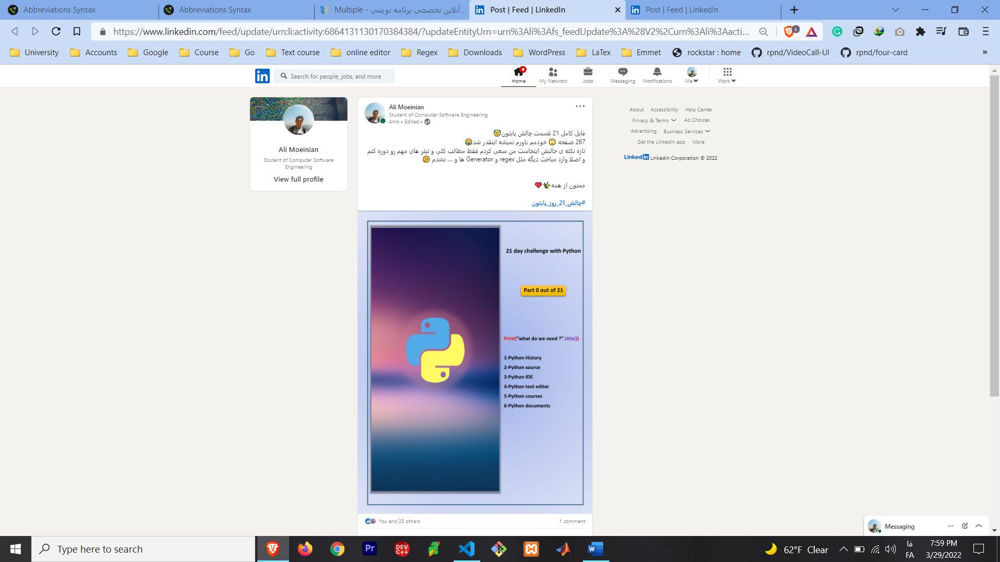 Abbreviations Syntax
Abbreviations Syntax
Multiple - آنلاین تخصصی برنامه نویسی
Post | Feed | LinkedIn
Post | Feed | LinkedIn
https://www.linkedin.com/feed/update/urn:li:activity:6864131130170384384/?updateEntityUrn=urn%3Ali%3Afs_feedUpdate%3A%28V2%2Curn%3Ali%3Aacti...
6
University
Accounts
Google
Course
Go
Text course
online editor
Regex
Downloads
WordPress
LaTex
Emmet
rockstar : home
rpnd/VideoCall-UI
rpnd/four-card
»
Search for people, jobs, and more
Home
My Network
Jobs
Messaging
Notifications
Me
Work
Ali Moeinian
Student of Computer Software
Engineering
View full profile
Ali Moeinian
Student of Computer Software Engineering
4mo • Edited •
فایل کامل 21 قسمت چالش پایتون😇
267 صفحه 🙄 خودمم باورم نمیشه اینقدر شد😂
تازه نکته ی جالبش اینجاست من سعی کردم فقط مطالب کلی و تیتر های مهم رو دوره کنم
و اصلا وارد مباحث دیگه مثل regex و Generator ها و .... نشدم 🤔
ممنون از همه✨❤
#چالش_21_روز_پایتون
21 day challenge with Python
Part 0 out of 21
Print("what do we need ?".title())
1-Python History
2-Python source
3-Python IDE
4-Python text editor
5-Python courses
6-Python documents
You and 25 others
1 comment
About
Accessibility
Help Center
Privacy & Terms
Ad Choices
Advertising
Business Services
Get the LinkedIn app
More
LinkedIn LinkedIn Corporation © 2022
Messaging
Type here to search
Pr
DEV
C++
W
62°F Clear
فا
FA
7:59 PM
3/29/2022